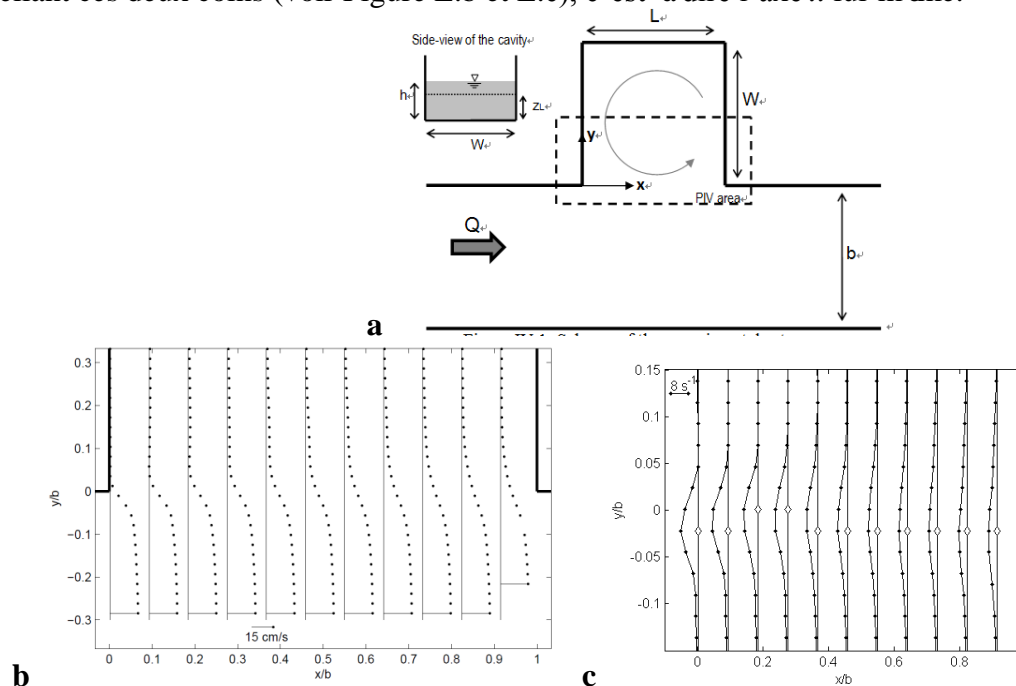 L
Side-view of the cavity
h
zL
W
W
y
x
PIV area
Q
b
a
0.3
0.2
0.1
0
−0.1
−0.2
−0.3
y/b
15 cm/s
0 0.1 0.2 0.3 0.4 0.5 0.6 0.7 0.8 0.9 1
x/b
b
0.15
8 s-1
0.1
0.05
0
-0.05
-0.1
y/b
0 0.2 0.4 0.6 0.8
x/b
c